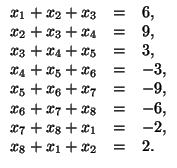 x₁ + x₂ + x₃ = 6,
x₂ + x₃ + x₄ = 9,
x₃ + x₄ + x₅ = 3,
x₄ + x₅ + x₆ = −3,
x₅ + x₆ + x₇ = −9,
x₆ + x₇ + x₈ = −6,
x₇ + x₈ + x₁ = −2,
x₈ + x₁ + x₂ = 2.